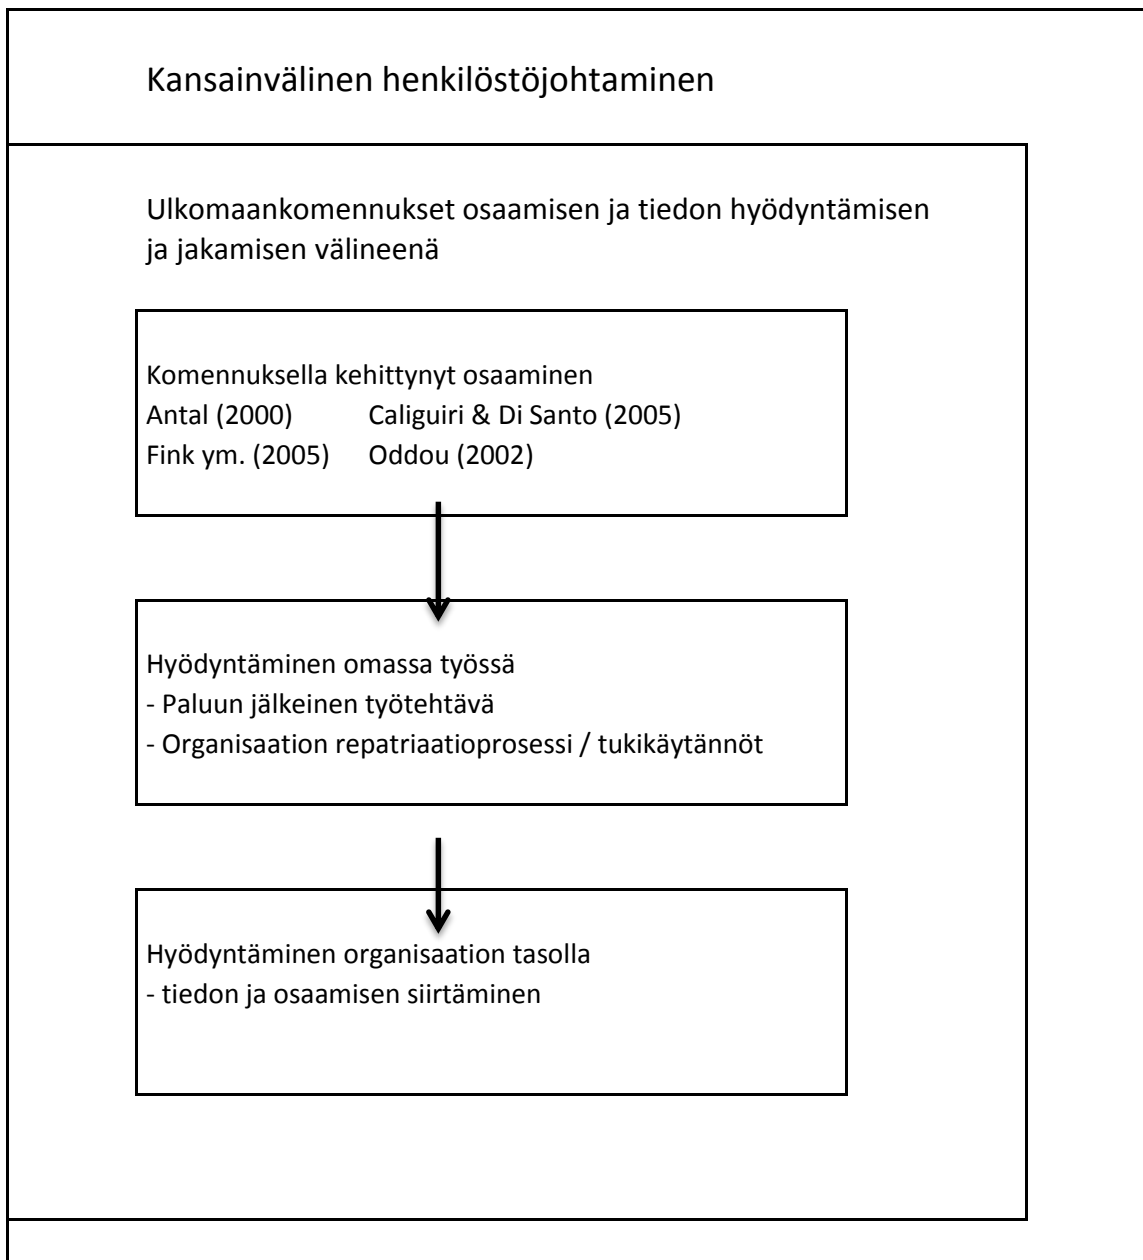 Kansainvälinen henkilöstöjohtaminen
Ulkomaankomennukset osaamisen ja tiedon hyödyntämisen
ja jakamisen välineenä
Komennuksella kehittynyt osaaminen
Antal (2000) Caliguiri & Di Santo (2005)
Fink ym. (2005) Oddou (2002)
Hyödyntäminen omassa työssä
- Paluun jälkeinen työtehtävä
- Organisaation repatriaatioprosessi / tukikäytännöt
Hyödyntäminen organisaation tasolla
- tiedon ja osaamisen siirtäminen